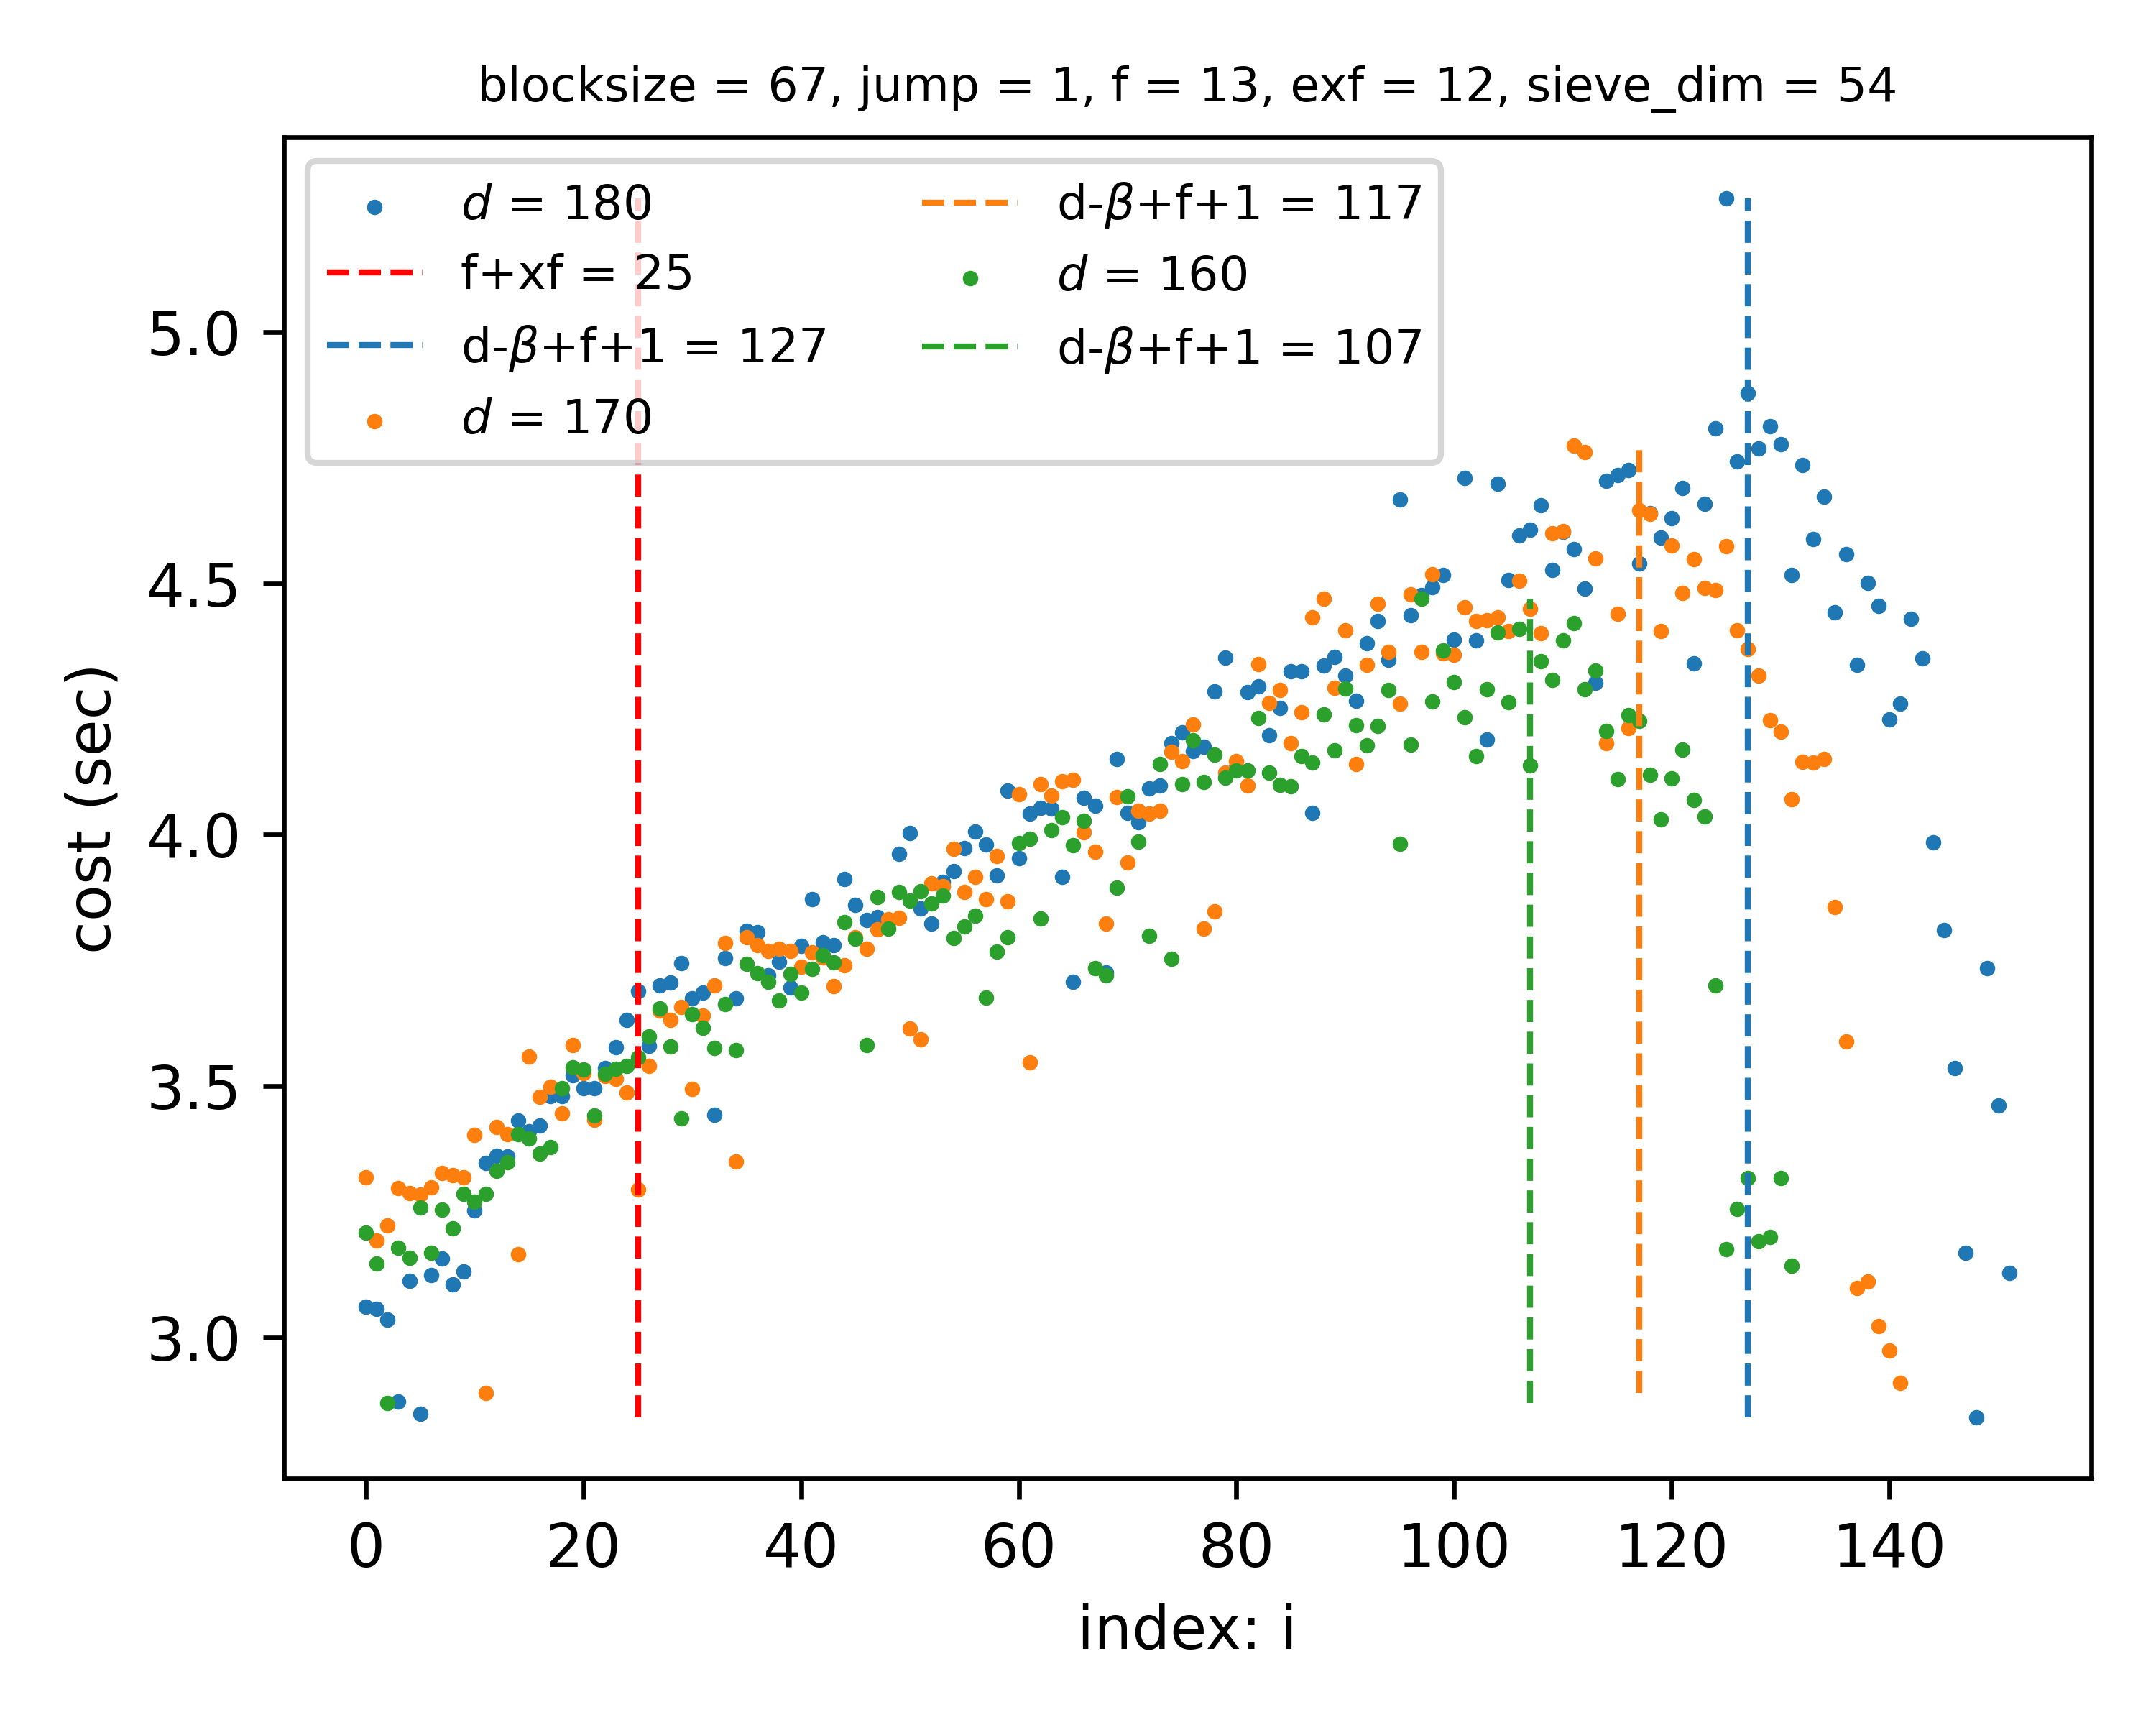 blocksize = 67, jump = 1, f = 13, exf = 12, sieve_dim = 54
d = 180
f+xf = 25
d-β+f+1 = 127
d = 170
d-β+f+1 = 117
d = 160
d-β+f+1 = 107
cost (sec)
5.0
4.5
4.0
3.5
3.0
0 20 40 60 80 100 120 140
index: i